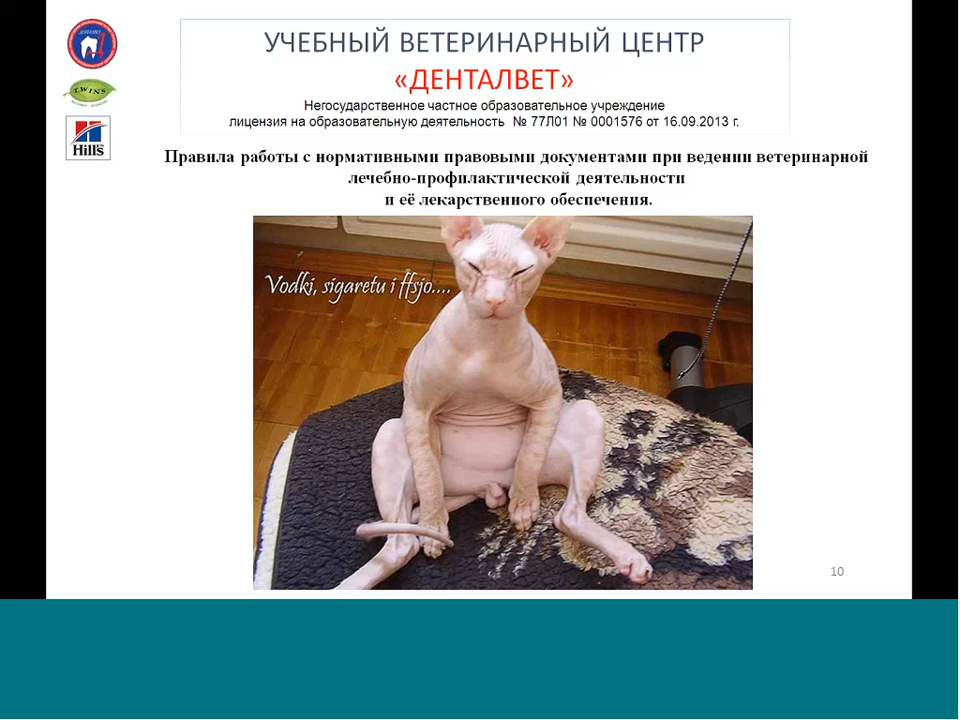 УЧЕБНЫЙ ВЕТЕРИНАРНЫЙ ЦЕНТР
«ДЕНТАЛВЕТ»
Негосударственное частное образовательное учреждение
лицензия на образовательную деятельность № 77Л01 № 0001576 от 16.09.2013 г.
TWINS
Hill's
Правила работы с нормативными правовыми документами при ведении ветеринарной
лечебно-профилактической деятельности
и её лекарственного обеспечения.
Vodki, sigaretu i ffsjo....
10